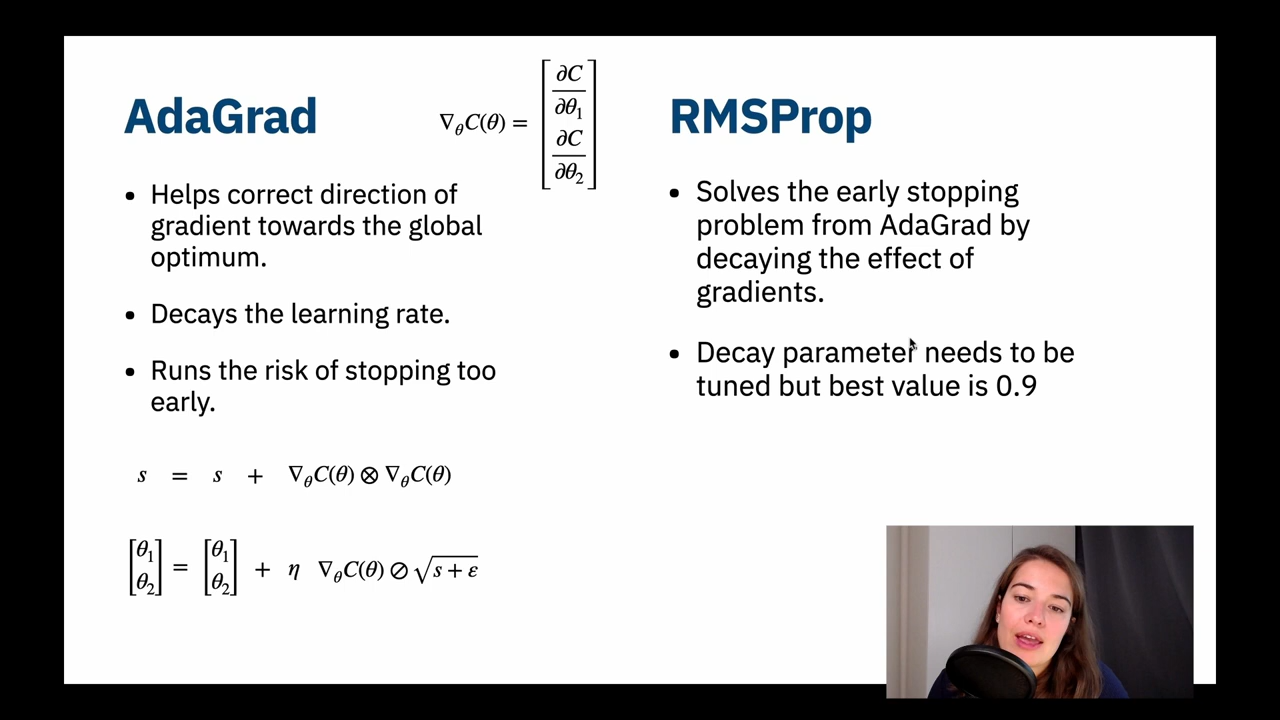 AdaGrad
∇θC(θ) = [∂C/∂θ₁ ∂C/∂θ₂]
• Helps correct direction of
gradient towards the global
optimum.
• Decays the learning rate.
• Runs the risk of stopping too
early.
s = s + ∇θC(θ) ⊗ ∇θC(θ)
[θ₁ θ₂] = [θ₁ θ₂] + η ∇θC(θ) ⊘ √(s + ε)
RMSProp
• Solves the early stopping
problem from AdaGrad by
decaying the effect of
gradients.
• Decay parameter needs to be
tuned but best value is 0.9